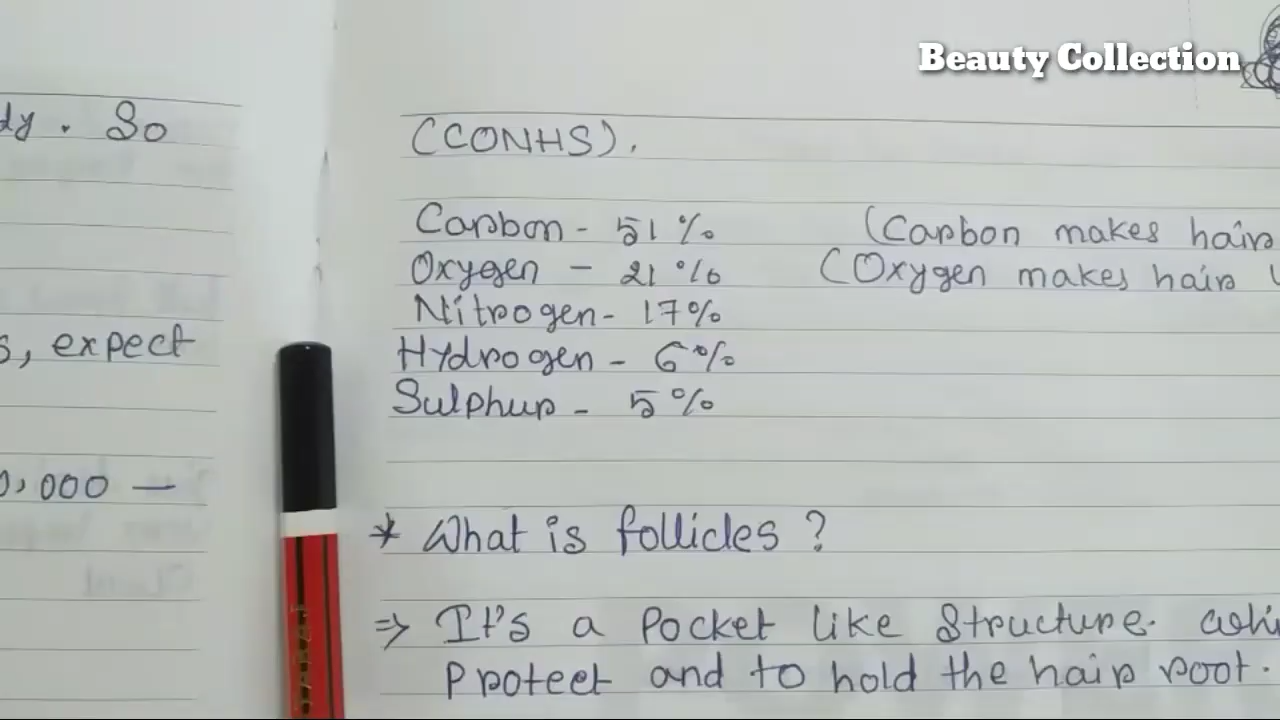 Beauty Collection
dy. So
s, expect
0,000 —
(CONHS).
Carbon - 51%
(Carbon makes hair
Oxygen - 21%
(Oxygen makes hair
Nitrogen - 17%
Hydrogen - 6%
Sulphur - 5%
* What is follicles ?
⇒ It's a Pocket like Structure. whi
Protect and to hold the hair root.